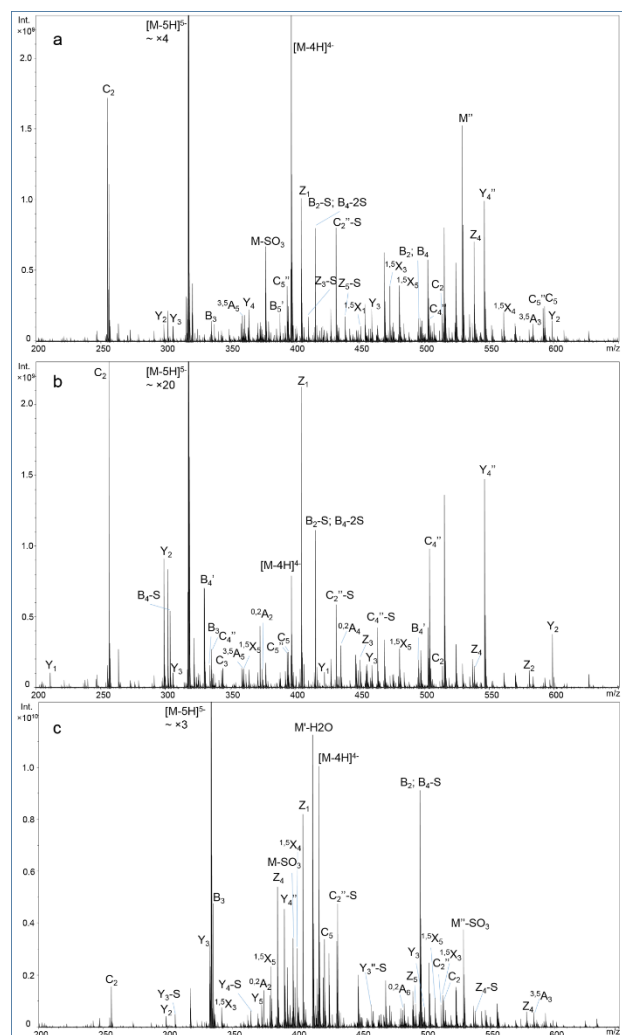 Int.
×10⁹
a
[M-5H]⁵⁻
~ ×4
[M-4H]⁴⁻
2.0
C₂
M''
1.5
Z₁
Y₄''
1.0
B₂-S; B₄-2S
C₂''-S
Z₄
M-SO₃
B₂; B₄
C₅''
Z₃-S
Z₅-S
¹,⁵X₃
C₂
0.5
³,⁵A₅
Y₄
B₅'
¹,⁵X₁
Y₃
¹,⁵X₅
C₄''
¹,⁵X₄
C₅''
C₅
Y₂
Y₃
B₃
³,⁵A₃
Y₂
200 250 300 350 400 450 500 550 600 m/z
Int.
×10⁹
b
C₂
[M-5H]⁵⁻
~ ×20
Z₁
2.0
1.5
Y₄''
B₂-S; B₄-2S
1.0
Y₂
C₄''
[M-4H]⁴⁻
B₄-S
B₄'
C₂''-S
0.5
⁰,²A₂
C₄''-S
B₃
C₄''
C₅
⁰,²A₄
B₄'
Y₂
³,⁵A₅
¹,⁵X₅
C₅''
Z₃
¹,⁵X₅
Z₄
Y₁
Y₃
C₃
Y₁
Y₃
C₂
Z₂
200 250 300 350 400 450 500 550 600 m/z
Int.
×10¹⁰
c
[M-5H]⁵⁻
~ ×3
M'-H2O
[M-4H]⁴⁻
1.0
B₂; B₄-S
Z₁
0.8
¹,⁵X₄
M-SO₃
0.6
Z₄
B₃
Y₄''
C₂''-S
0.4
M''-SO₃
Y₃
C₅
Y₃
¹,⁵X₅
¹,⁵X₅
¹,⁵X₃
0.2
C₂
Y₃-S
Y₄-S
⁰,²A₂
Y₃''-S
Z₅
C₂''
C₂
Y₂
¹,⁵X₃
Y₅
⁰,²A₆
Z₄-S
³,⁵A₃
Z₄
0.0
200 250 300 350 400 450 500 550 600 m/z